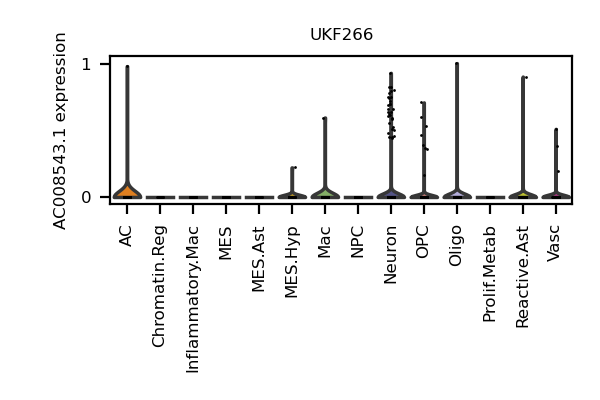 UKF266
AC008543.1 expression
1
0
AC
Chromatin.Reg
Inflammatory.Mac
MES
MES.Ast
MES.Hyp
Mac
NPC
Neuron
OPC
Oligo
Prolif.Metab
Reactive.Ast
Vasc